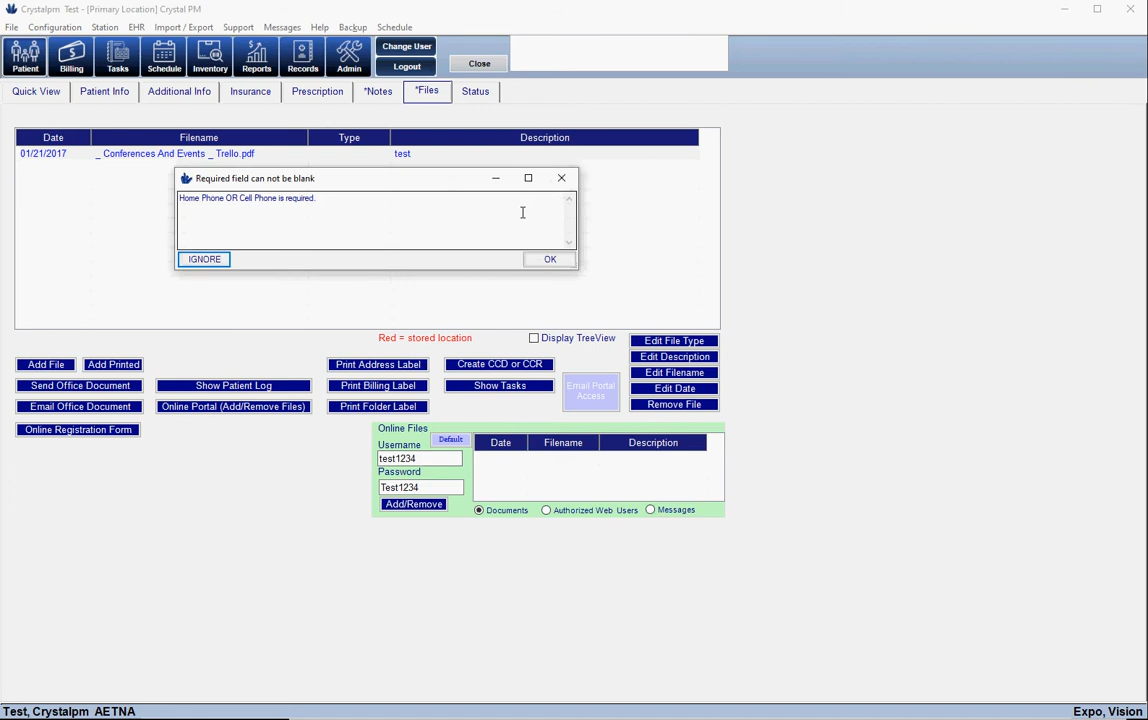 Crystalpm Test - [Primary Location] Crystal PM
File Configuration Station EHR Import / Export Support Messages Help Backup Schedule
Patient Billing Tasks Schedule Inventory Reports Records Admin
Change User
Logout
Close
Quick View Patient Info Additional Info Insurance Prescription *Notes *Files Status
Date Filename Type Description
01/21/2017 _ Conferences And Events _ Trello.pdf test
Required field can not be blank
Home Phone OR Cell Phone is required.
IGNORE OK
Red = stored location Display TreeView
Edit File Type
Edit Description
Edit Filename
Edit Date
Remove File
Add File Add Printed Print Address Label Create CCD or CCR
Send Office Document Show Patient Log Print Billing Label Show Tasks
Email Portal
Access
Email Office Document Online Portal (Add/Remove Files) Print Folder Label
Online Registration Form
Online Files
Default
Username
test1234
Password
Test1234
Add/Remove
Date Filename Description
Documents Authorized Web Users Messages
Test, Crystalpm AETNA Expo, Vision